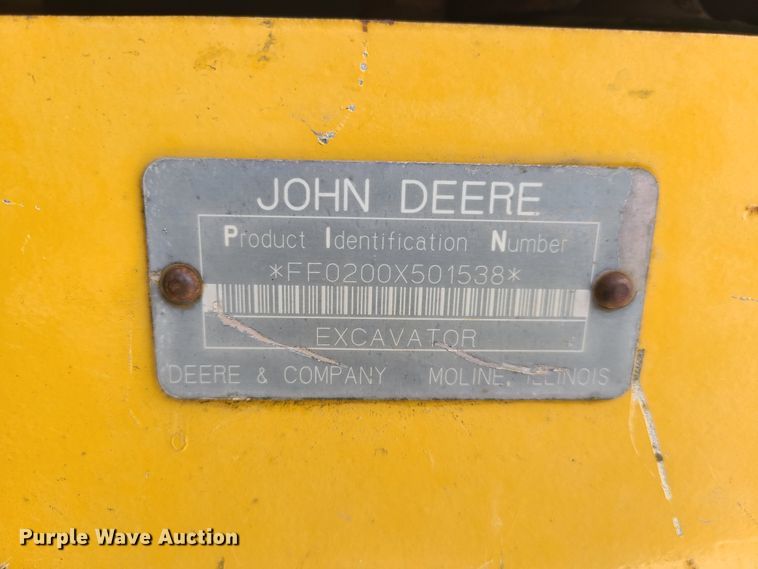 JOHN DEERE
Product Identification Number
*FF0200X501538*
EXCAVATOR
DEERE & COMPANY MOLINE, ILLINOIS
Purple Wave Auction